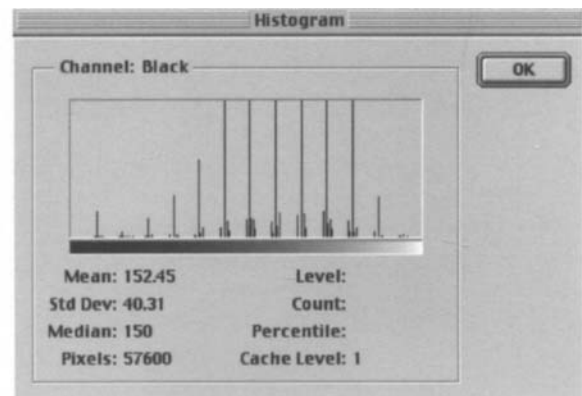 Histogram
Channel: Black
OK
Mean: 152.45
Level:
Std Dev: 40.31
Count:
Median: 150
Percentile:
Pixels: 57600
Cache Level: 1